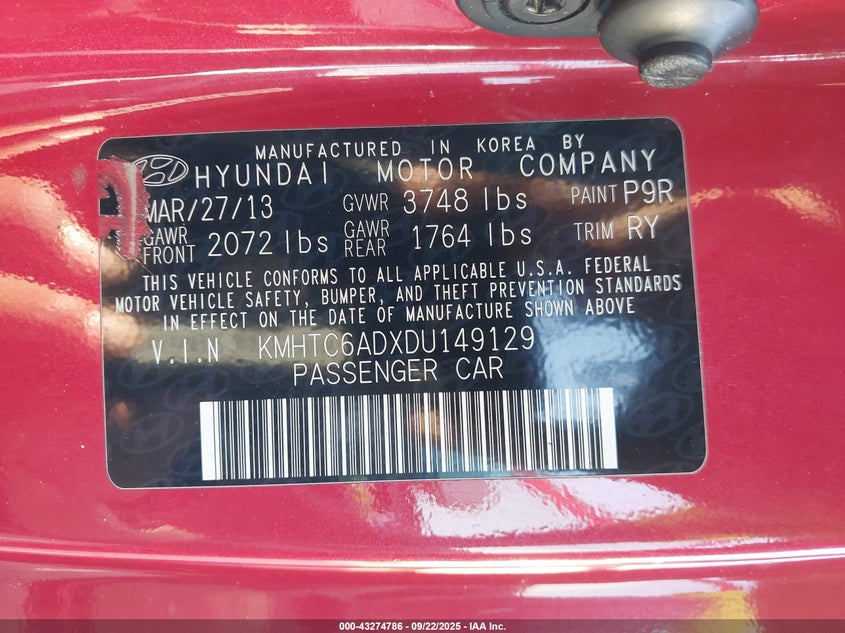 MANUFACTURED IN KOREA BY
HYUNDAI MOTOR COMPANY
MAR/27/13 GVWR 3748 lbs PAINT P9R
GAWR FRONT 2072 lbs GAWR REAR 1764 lbs TRIM RY
THIS VEHICLE CONFORMS TO ALL APPLICABLE U.S.A. FEDERAL
MOTOR VEHICLE SAFETY, BUMPER, AND THEFT PREVENTION STANDARDS
IN EFFECT ON THE DATE OF MANUFACTURE SHOWN ABOVE
V.I.N KMHTC6ADXDU149129
PASSENGER CAR
000-43274786 - 09/22/2025 - IAA Inc.